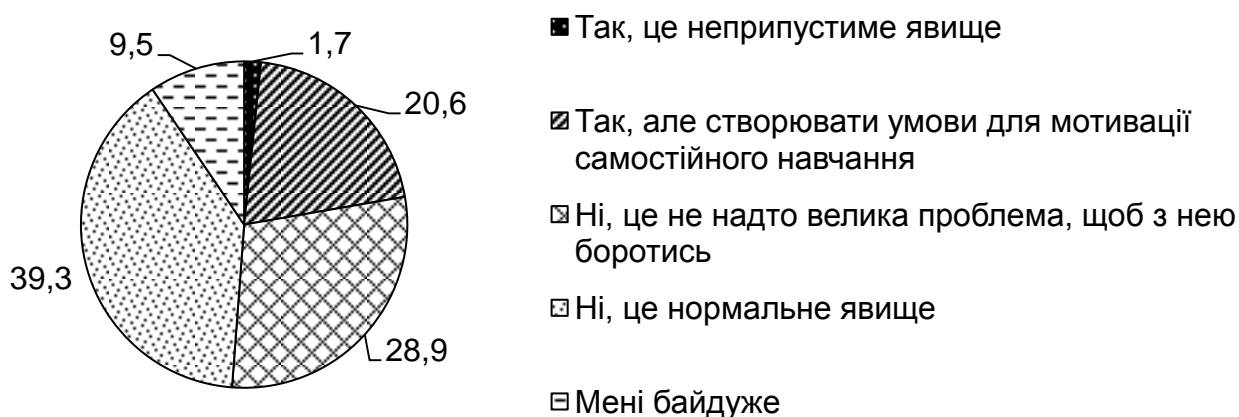 9,5
1,7
20,6
28,9
39,3
Так, це неприпустиме явище
Так, але створювати умови для мотивації
самостійного навчання
Ні, це не надто велика проблема, щоб з нею
боротись
Ні, це нормальне явище
Мені байдуже